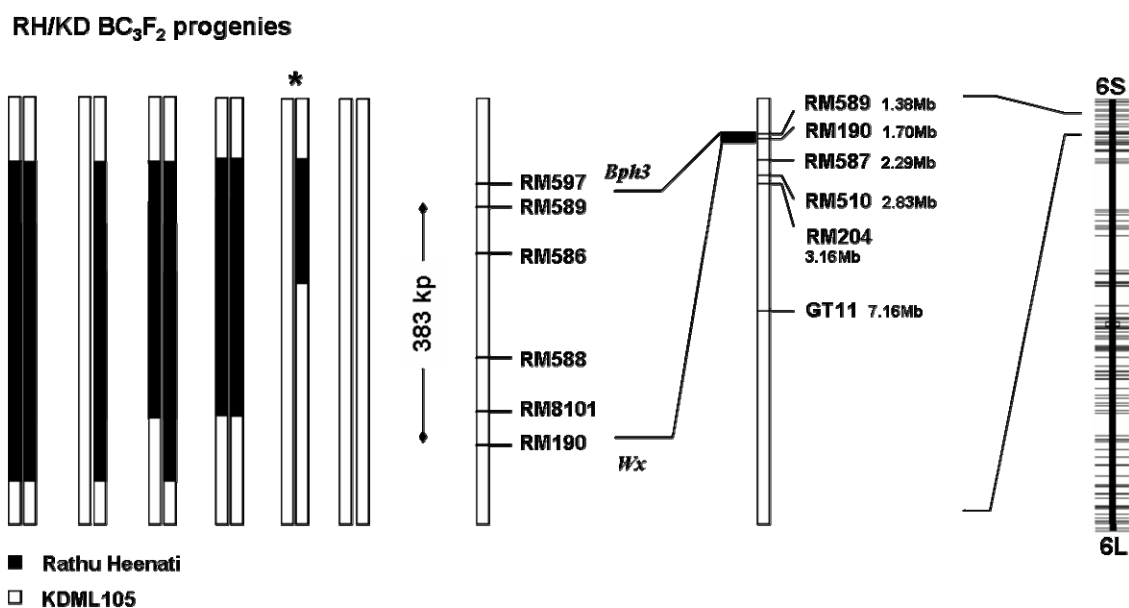 RH/KD BC₃F₂ progenies
*
RM597
RM589
RM586
383 kp
RM588
RM8101
RM190
Bph3
Wx
RM589 1.38Mb
RM190 1.70Mb
RM587 2.29Mb
RM510 2.83Mb
RM204
3.16Mb
GT11 7.16Mb
6S
6L
Rathu Heenati
KDML105